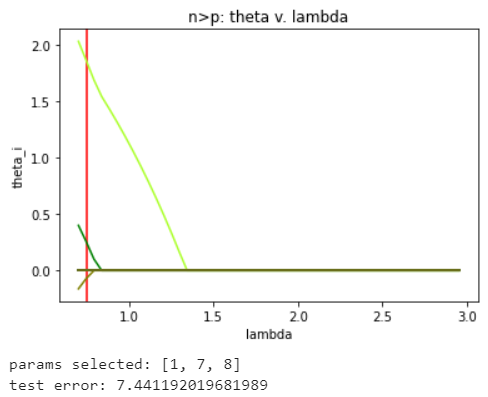 n>p: theta v. lambda
2.0
1.5
1.0
0.5
0.0
theta_i
1.0 1.5 2.0 2.5 3.0
lambda
params selected: [1, 7, 8]
test error: 7.441192019681989